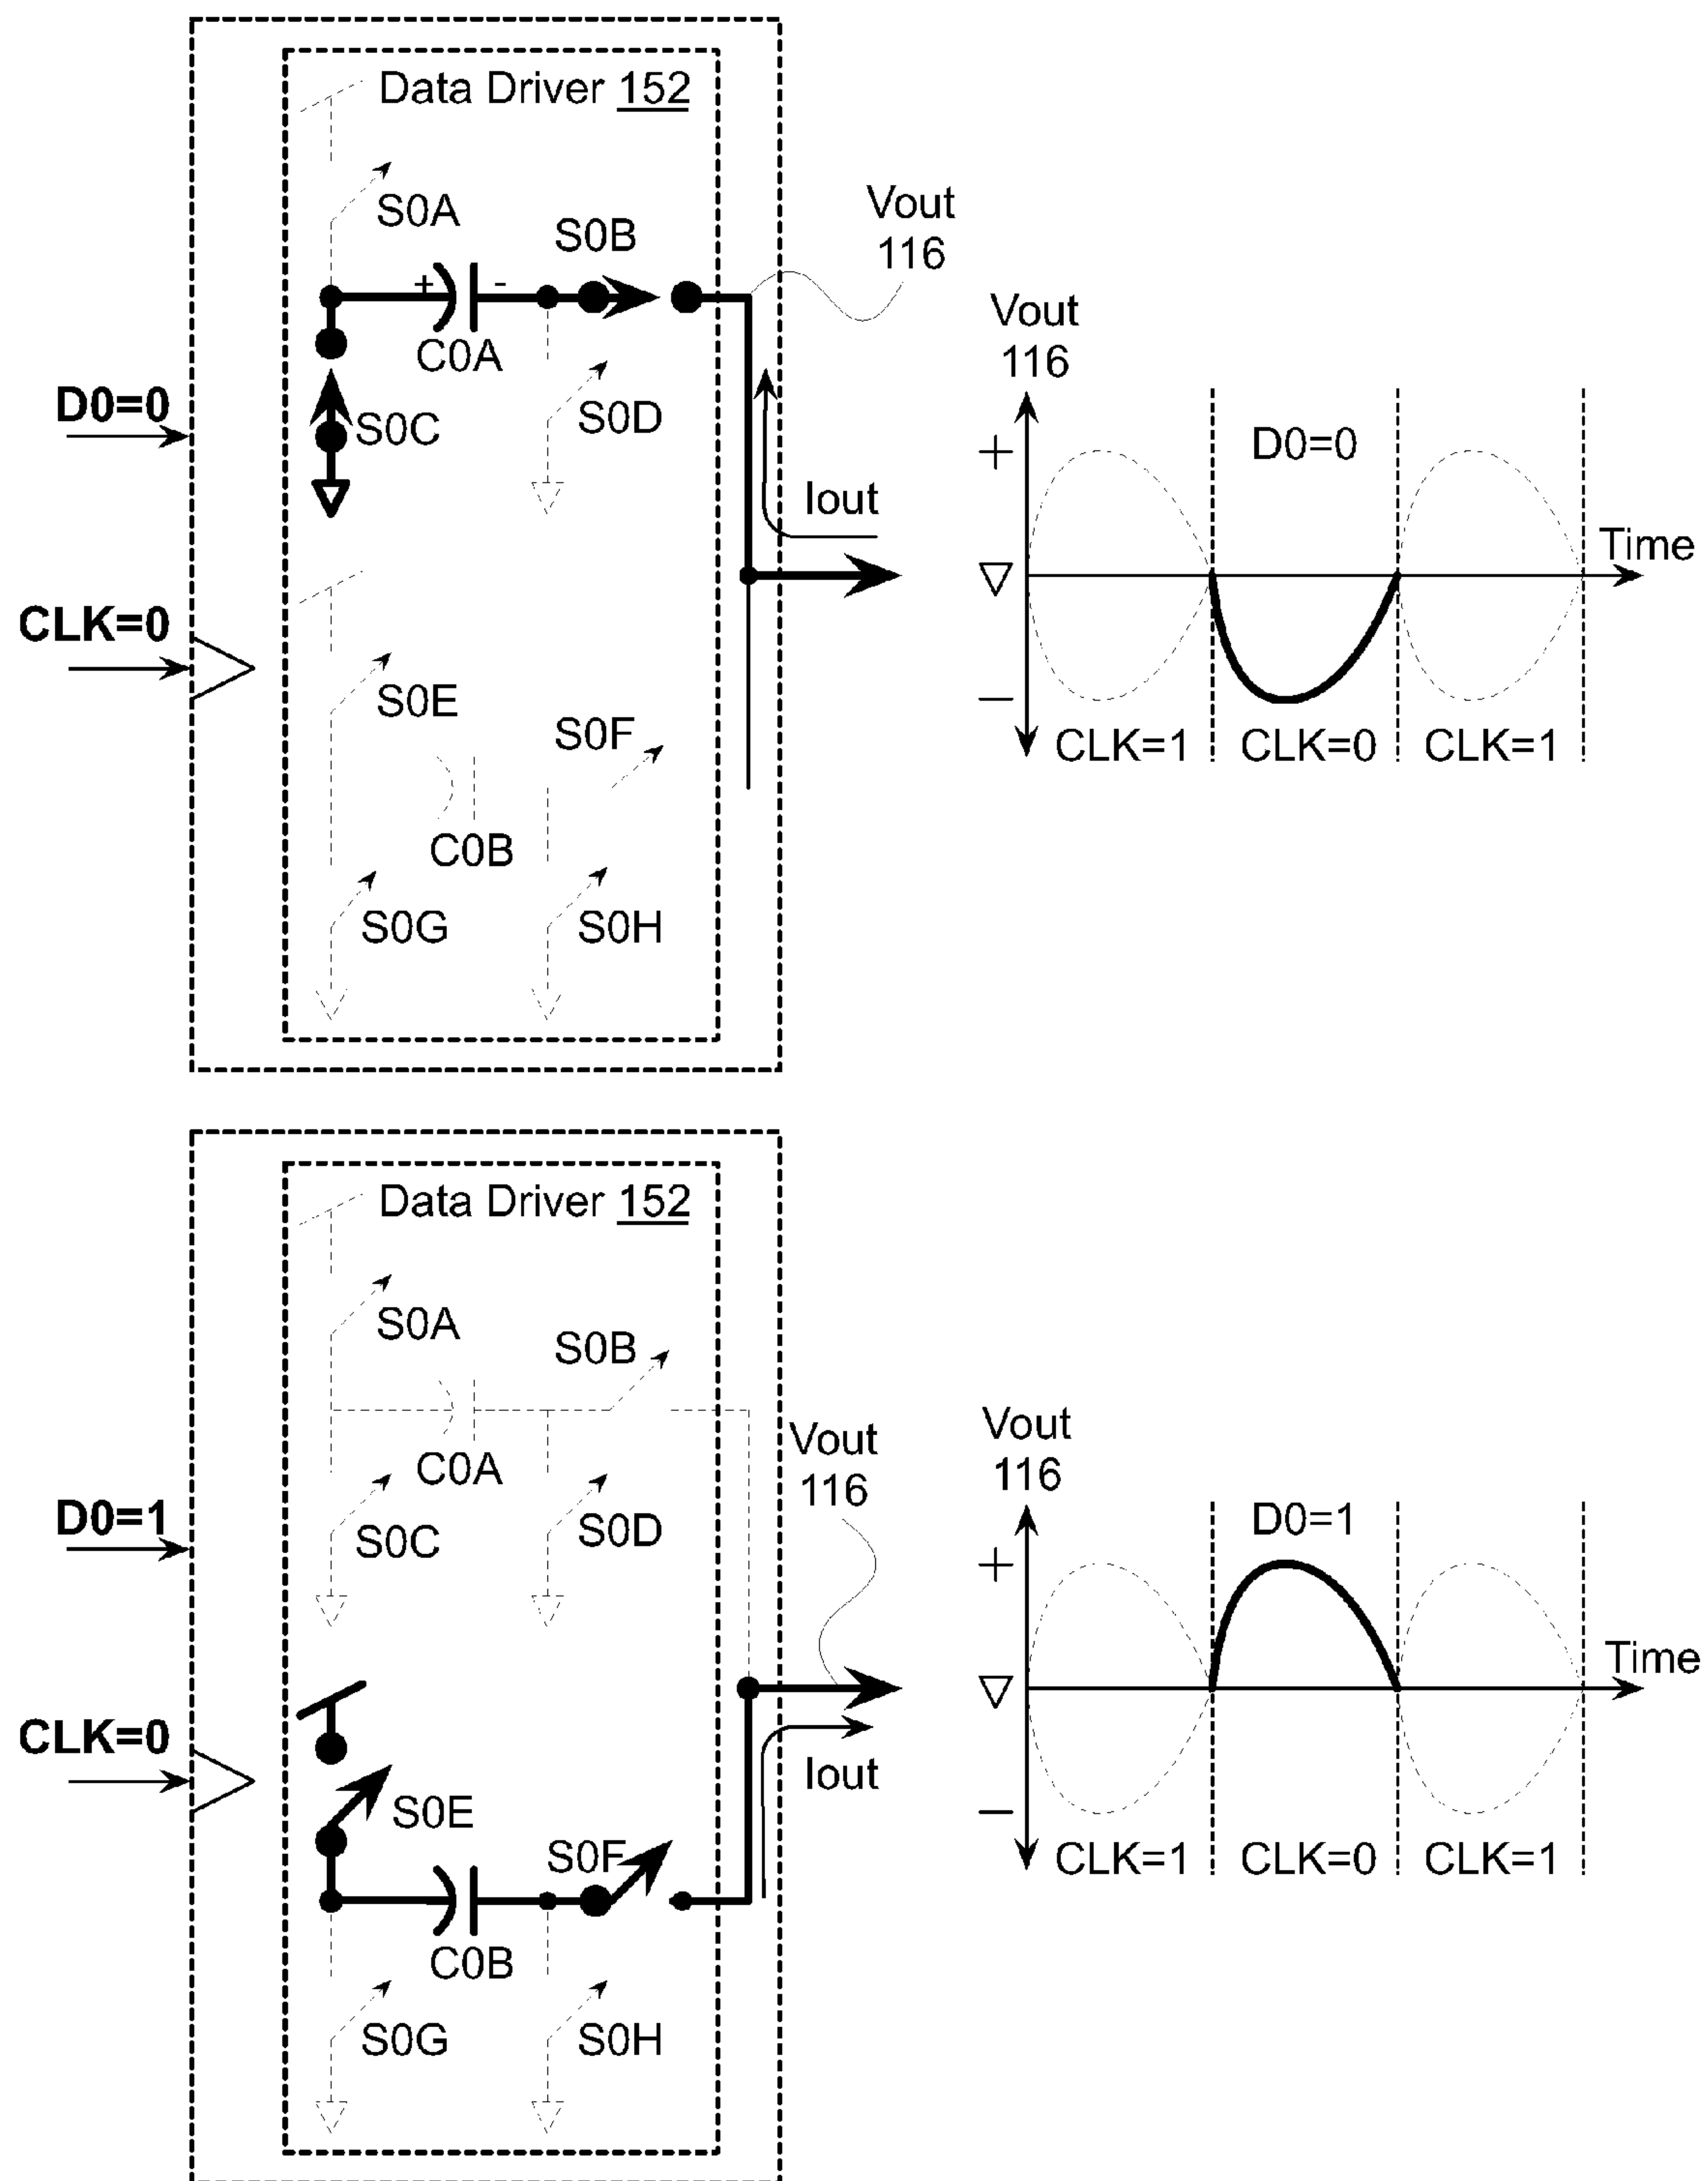 Data Driver 152
S0A
S0B
Vout
116
+ -
C0A
Vout
116
D0=0
S0C
S0D
D0=0
+
Iout
Time
CLK=0
S0E
−
S0F
CLK=1 CLK=0 CLK=1
C0B
S0G
S0H
Data Driver 152
S0A
S0B
C0A
Vout
116
Vout
116
D0=1
S0C
S0D
D0=1
+
Time
CLK=0
S0E
Iout
−
S0F
CLK=1 CLK=0 CLK=1
C0B
S0G
S0H